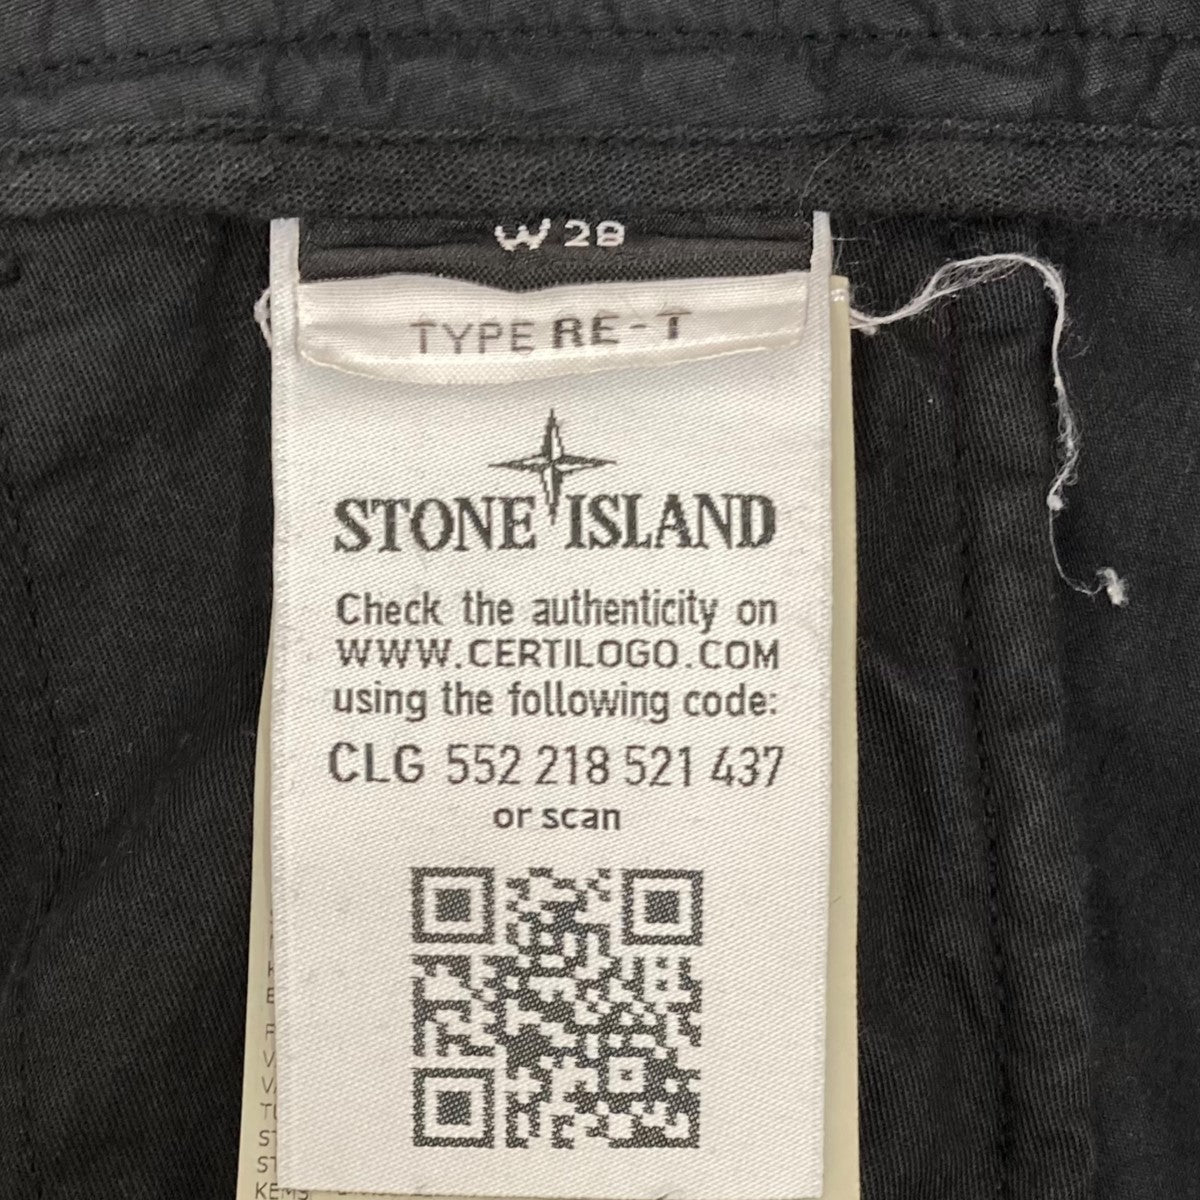 W 28
TYPE RE-T
STONE ISLAND
Check the authenticity on
WWW.CERTILOGO.COM
using the following code:
CLG 552 218 521 437
or scan